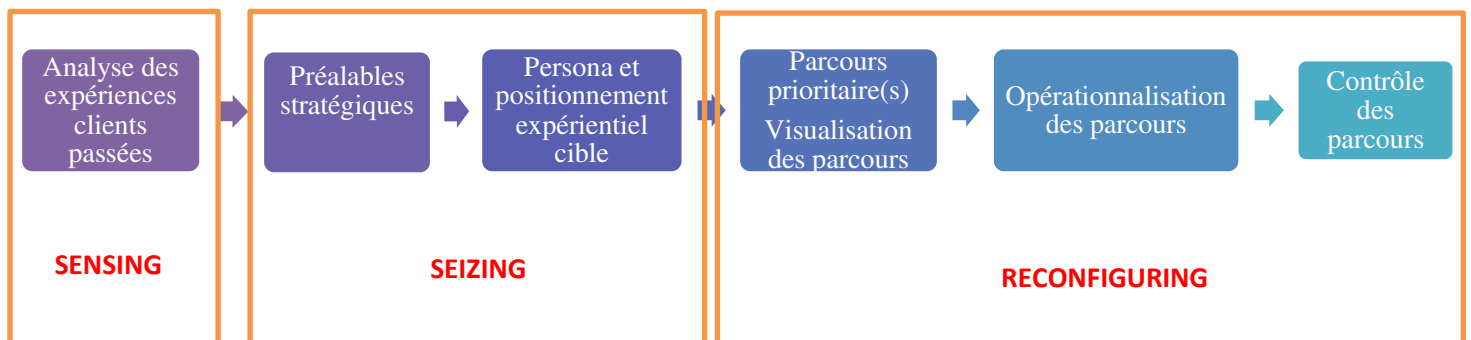 Analyse des
expériences
clients
passées
Préalables
stratégiques
Persona et
positionnement
expérientiel
cible
Parcours
prioritaire(s)
Visualisation
des parcours
Opérationnalisation
des parcours
Contrôle
des
parcours
SENSING
SEIZING
RECONFIGURING